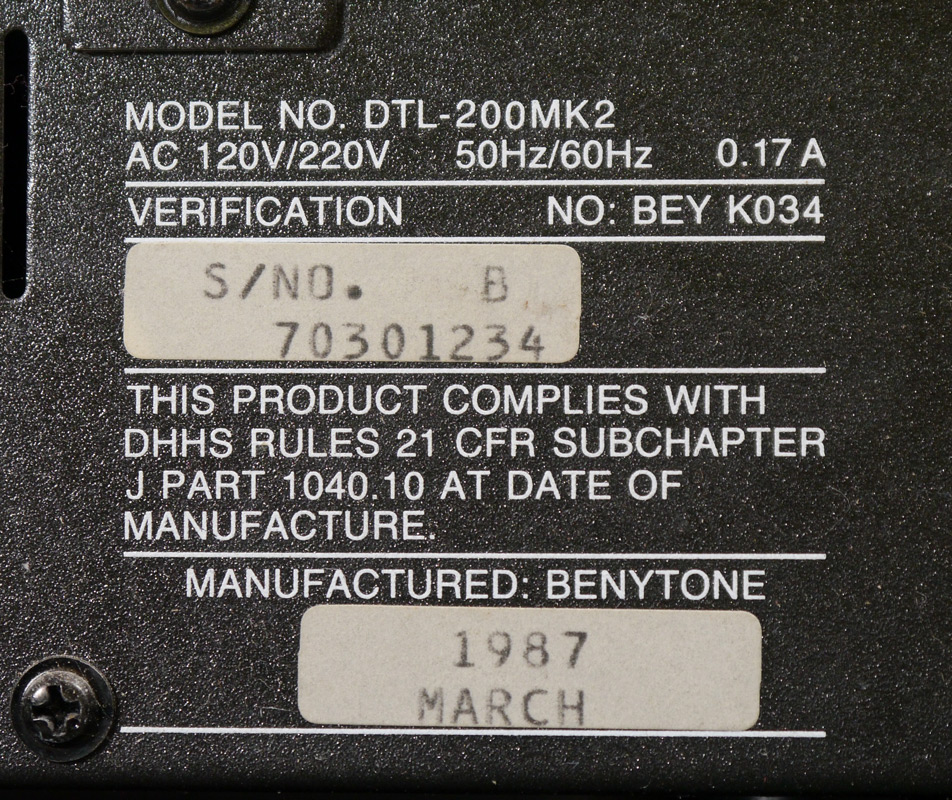 MODEL NO. DTL-200MK2
AC 120V/220V 50Hz/60Hz 0.17 A
VERIFICATION NO: BEY K034
S/NO. B
70301234
THIS PRODUCT COMPLIES WITH
DHHS RULES 21 CFR SUBCHAPTER
J PART 1040.10 AT DATE OF
MANUFACTURE.
MANUFACTURED: BENYTONE
1987
MARCH